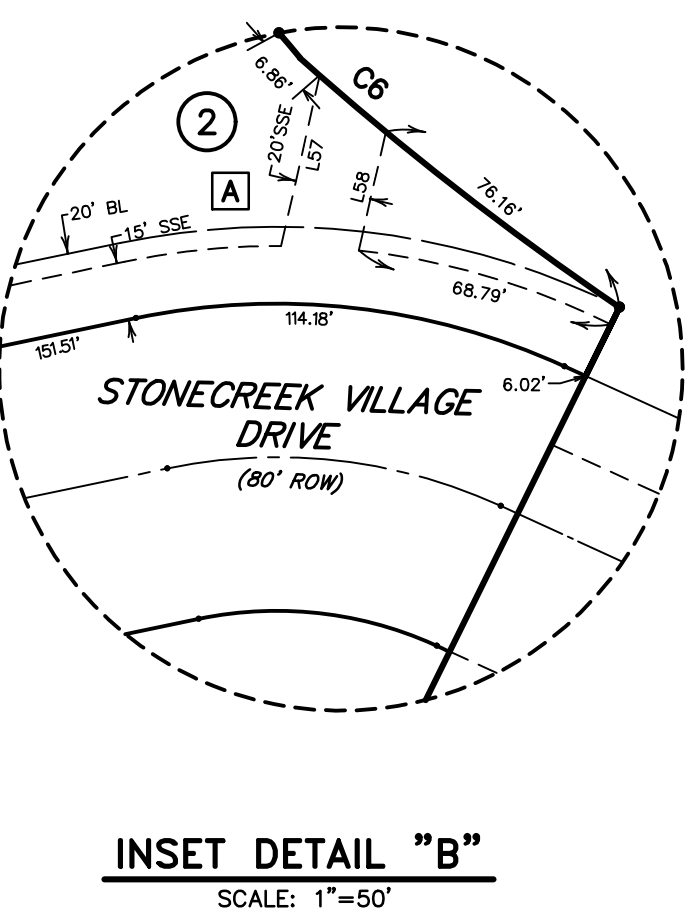 6.86'
C6
2
20'SSE
L57
A
L58
76.16'
20' BL
15' SSE
68.79'
114.18'
151.51'
6.02'
STONECREEK VILLAGE
DRIVE
(80' ROW)
INSET DETAIL "B"
SCALE: 1"=50'